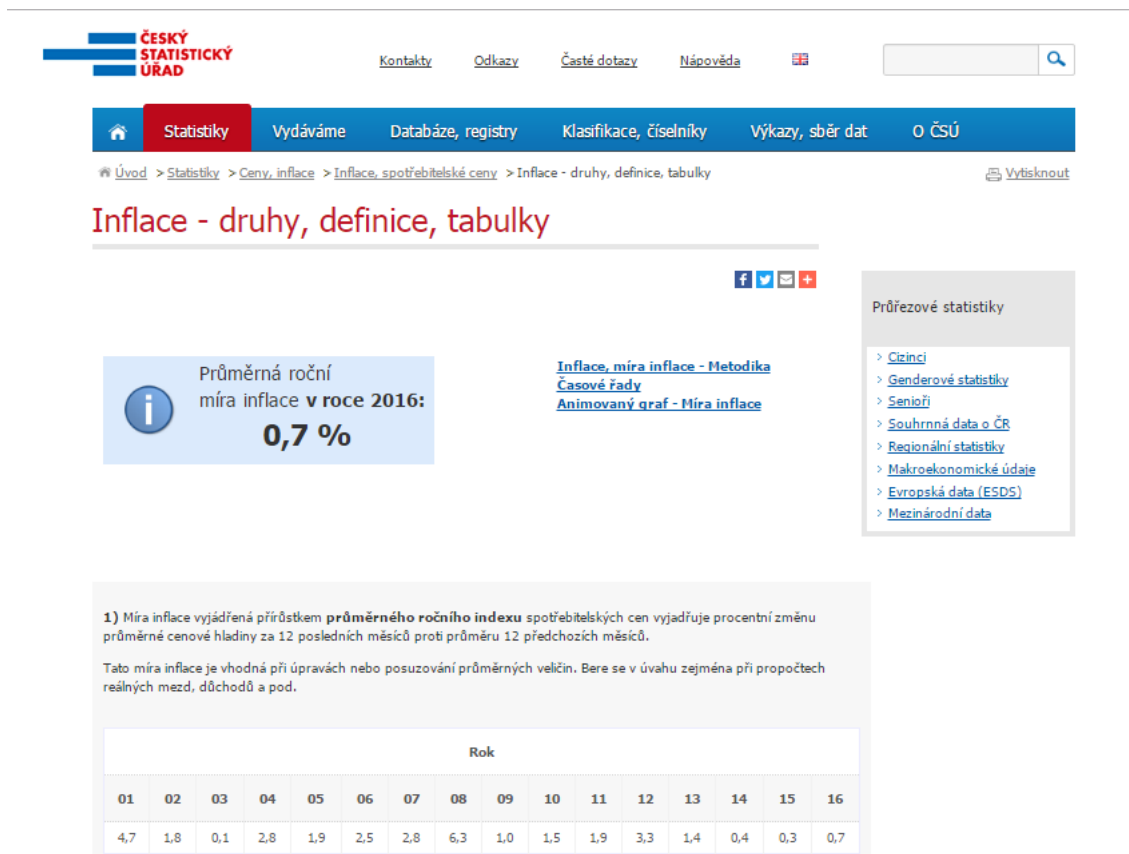 ČESKÝ
STATISTICKÝ
ÚŘAD
Kontakty Odkazy Časté dotazy Nápověda
Statistiky Vydáváme Databáze, registry Klasifikace, číselníky Výkazy, sběr dat O ČSÚ
Úvod > Statistiky > Ceny, inflace > Inflace, spotřebitelské ceny > Inflace - druhy, definice, tabulky Vytisknout
Inflace - druhy, definice, tabulky
Průřezové statistiky
Průměrná roční
míra inflace v roce 2016:
0,7 %
Inflace, míra inflace - Metodika
Časové řady
Animovaný graf - Míra inflace
> Cizinci
> Genderové statistiky
> Senioři
> Souhrnná data o ČR
> Regionální statistiky
> Makroekonomické údaje
> Evropská data (ESDS)
> Mezinárodní data
1) Míra inflace vyjádřená přírůstkem průměrného ročního indexu spotřebitelských cen vyjadřuje procentní změnu
průměrné cenové hladiny za 12 posledních měsíců proti průměru 12 předchozích měsíců.
Tato míra inflace je vhodná při úpravách nebo posuzování průměrných veličin. Bere se v úvahu zejména při propočtech
reálných mezd, důchodů a pod.
Rok
01 02 03 04 05 06 07 08 09 10 11 12 13 14 15 16
4,7 1,8 0,1 2,8 1,9 2,5 2,8 6,3 1,0 1,5 1,9 3,3 1,4 0,4 0,3 0,7